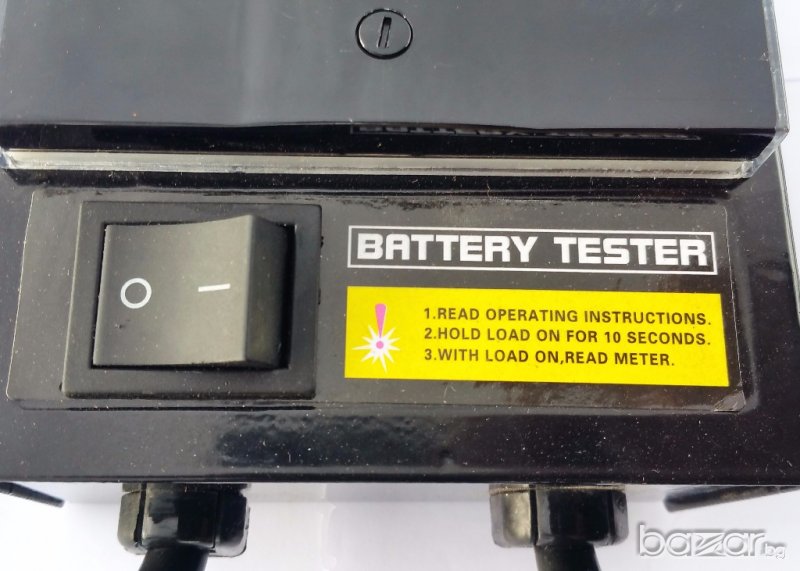 BATTERY TESTER
1.READ OPERATING INSTRUCTIONS.
2.HOLD LOAD ON FOR 10 SECONDS.
3.WITH LOAD ON,READ METER.
bazar.bg